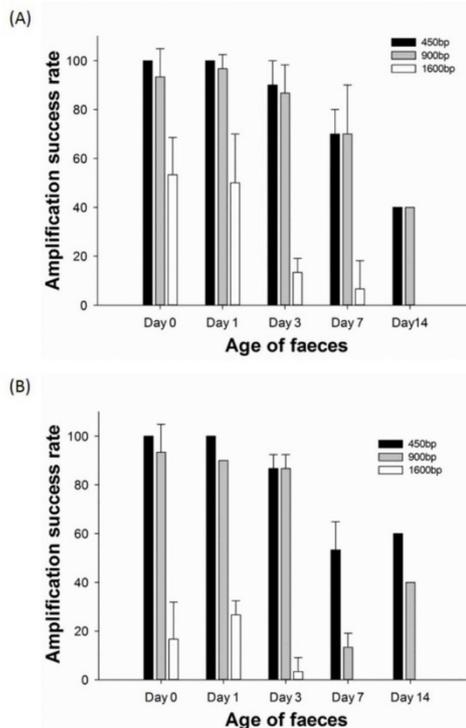 (A)
450bp
900bp
1600bp
100
80
60
40
20
0
Amplification success rate
Day 0 Day 1 Day 3 Day 7 Day14
Age of faeces
(B)
450bp
900bp
1600bp
100
80
60
40
20
0
Amplification success rate
Day 0 Day 1 Day 3 Day 7 Day 14
Age of faeces